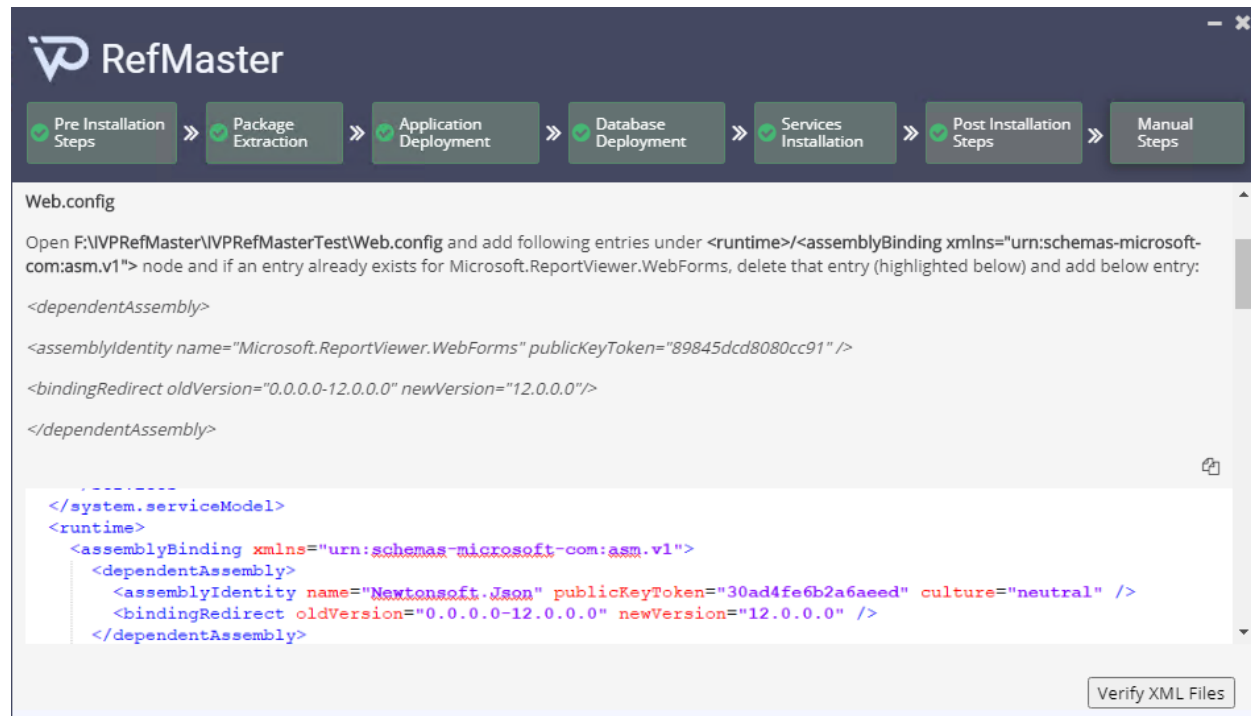 RefMaster
Pre Installation
Steps
Package
Extraction
Application
Deployment
Database
Deployment
Services
Installation
Post Installation
Steps
Manual
Steps
Web.config
Open F:\IVPRefMaster\IVPRefMasterTest\Web.config and add following entries under <runtime>/<assemblyBinding xmlns="urn:schemas-microsoft-
com:asm.v1"> node and if an entry already exists for Microsoft.ReportViewer.WebForms, delete that entry (highlighted below) and add below entry:
<dependentAssembly>
<assemblyIdentity name="Microsoft.ReportViewer.WebForms" publicKeyToken="89845dcd8080cc91" />
<bindingRedirect oldVersion="0.0.0.0-12.0.0.0" newVersion="12.0.0.0"/>
</dependentAssembly>
</system.serviceModel>
<runtime>
<assemblyBinding xmlns="urn:schemas-microsoft-com:asm.v1">
<dependentAssembly>
<assemblyIdentity name="Newtonsoft.Json" publicKeyToken="30ad4fe6b2a6aeed" culture="neutral" />
<bindingRedirect oldVersion="0.0.0.0-12.0.0.0" newVersion="12.0.0.0" />
</dependentAssembly>
Verify XML Files